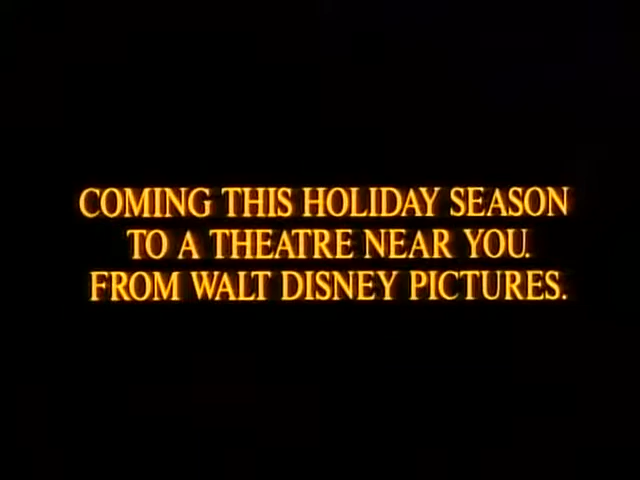 COMING THIS HOLIDAY SEASON
TO A THEATRE NEAR YOU.
FROM WALT DISNEY PICTURES.